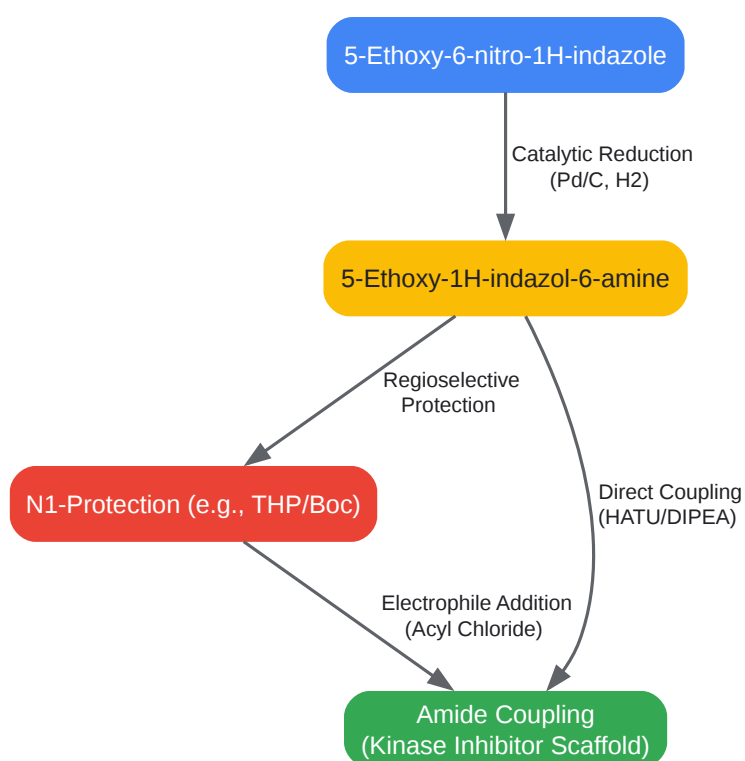 5-Ethoxy-6-nitro-1H-indazole
Catalytic Reduction
(Pd/C, H2)
5-Ethoxy-1H-indazol-6-amine
Regioselective
Protection
N1-Protection (e.g., THP/Boc)
Direct Coupling
(HATU/DIPEA)
Electrophile Addition
(Acyl Chloride)
Amide Coupling
(Kinase Inhibitor Scaffold)